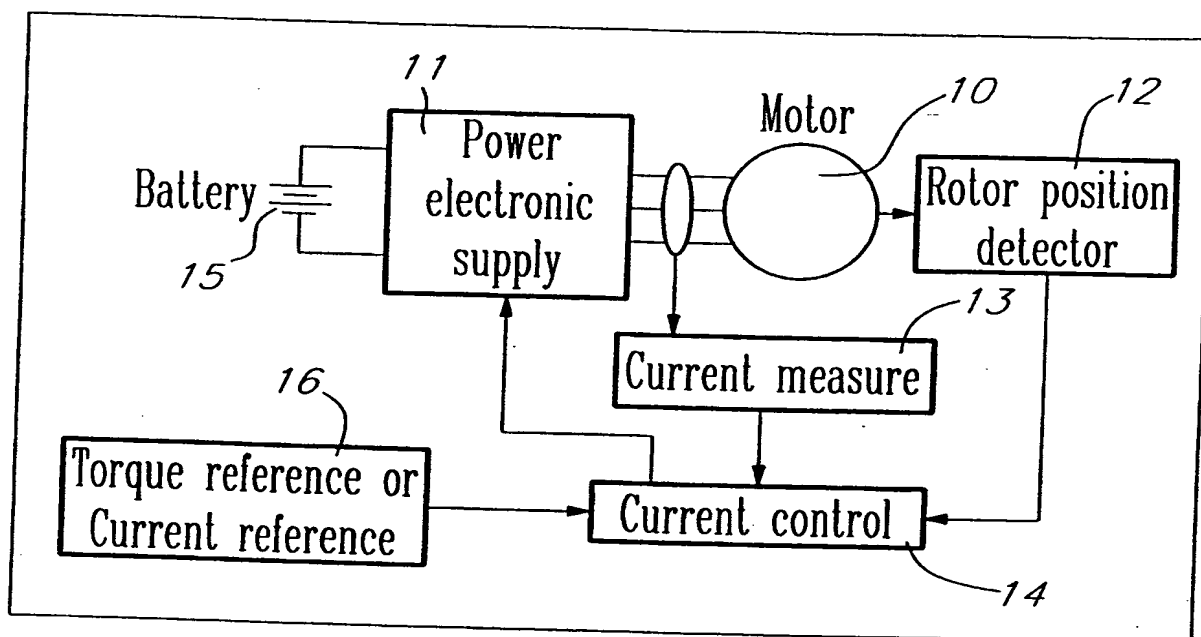 11
10
12
Motor
Power
electronic
supply
Battery
15
Rotor position
detector
13
Current measure
16
Torque reference or
Current reference
Current control
14